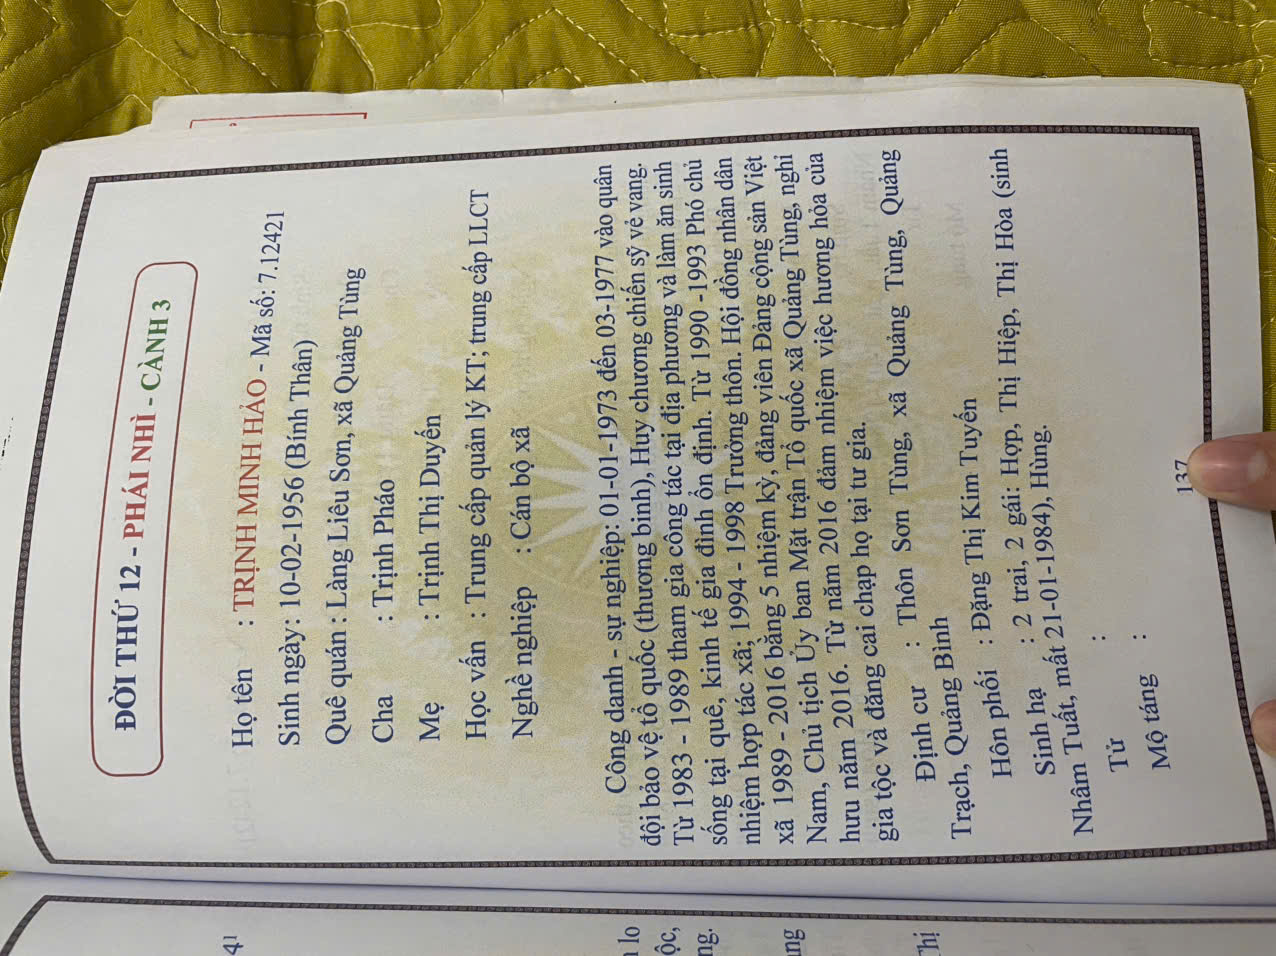 ĐỜI THỨ 12 - PHÁI NHÌ - CÀNH 3
Họ tên : TRỊNH MINH HẢO - Mã số: 7.12421
Sinh ngày : 10-02-1956 (Bính Thân)
Quê quán : Làng Liêu Sơn, xã Quảng Tùng
Cha : Trịnh Pháo
Mẹ : Trịnh Thị Duyến
Học vấn : Trung cấp quản lý KT; trung cấp LLCT
Nghề nghiệp : Cán bộ xã
Công danh - sự nghiệp: 01-01-1973 đến 03-1977 vào quân
đội bảo vệ tổ quốc (thương binh), Huy chương chiến sỹ vẻ vang.
Từ 1983 - 1989 tham gia công tác tại địa phương và làm ăn sinh
sống tại quê, kinh tế gia đình ổn định. Từ 1990 -1993 Phó chủ
nhiệm hợp tác xã; 1994 - 1998 Trưởng thôn. Hội đồng nhân dân
xã 1989 - 2016 bằng 5 nhiệm kỳ, đảng viên Đảng cộng sản Việt
Nam, Chủ tịch Ủy ban Mặt trận Tổ quốc xã Quảng Tùng, nghỉ
hưu năm 2016. Từ năm 2016 đảm nhiệm việc hương hỏa của
gia tộc và đăng cai chạp họ tại tư gia.
Định cư : Thôn Sơn Tùng, xã Quảng Tùng, Quảng
Trạch, Quảng Bình
Hôn phối : Đặng Thị Kim Tuyến
Sinh hạ : 2 trai, 2 gái: Hợp, Thị Hiệp, Thị Hòa (sinh
Nhâm Tuất, mất 21-01-1984), Hùng.
Tử :
Mộ táng :
137
4¹
lo
ộc,
ng.
ng
hị